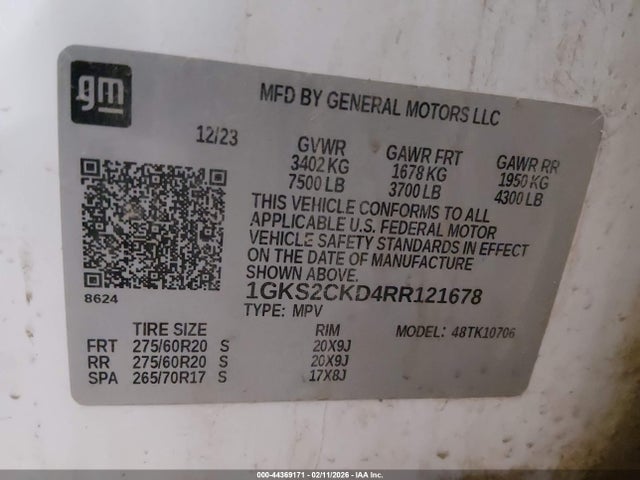 gm
MFD BY GENERAL MOTORS LLC
12/23
GVWR GAWR FRT GAWR RR
3402 KG 1678 KG 1950 KG
7500 LB 3700 LB 4300 LB
THIS VEHICLE CONFORMS TO ALL
APPLICABLE U.S. FEDERAL MOTOR
VEHICLE SAFETY STANDARDS IN EFFECT
ON THE DATE OF MANUFACTURE
SHOWN ABOVE.
8624
1GKS2CKD4RR121678
TYPE: MPV
TIRE SIZE RIM MODEL: 48TK10706
FRT 275/60R20 S 20X9J
RR 275/60R20 S 20X9J
SPA 265/70R17 S 17X8J
000-44369171 - 02/11/2026 - IAA Inc.